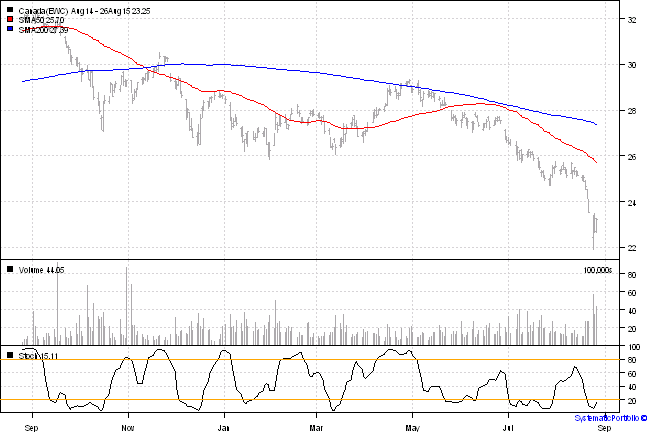 Canada(EWC) Aug14 - 26Aug15 23.25
SMA50 25.70
SMA200 27.39
32
30
28
26
24
22
Volume 44.05
100,000s
80
60
40
20
Stoch 15.11
100
80
60
40
20
SystematicPortfolio ©
Sep Nov Jan Mar May Jul Sep